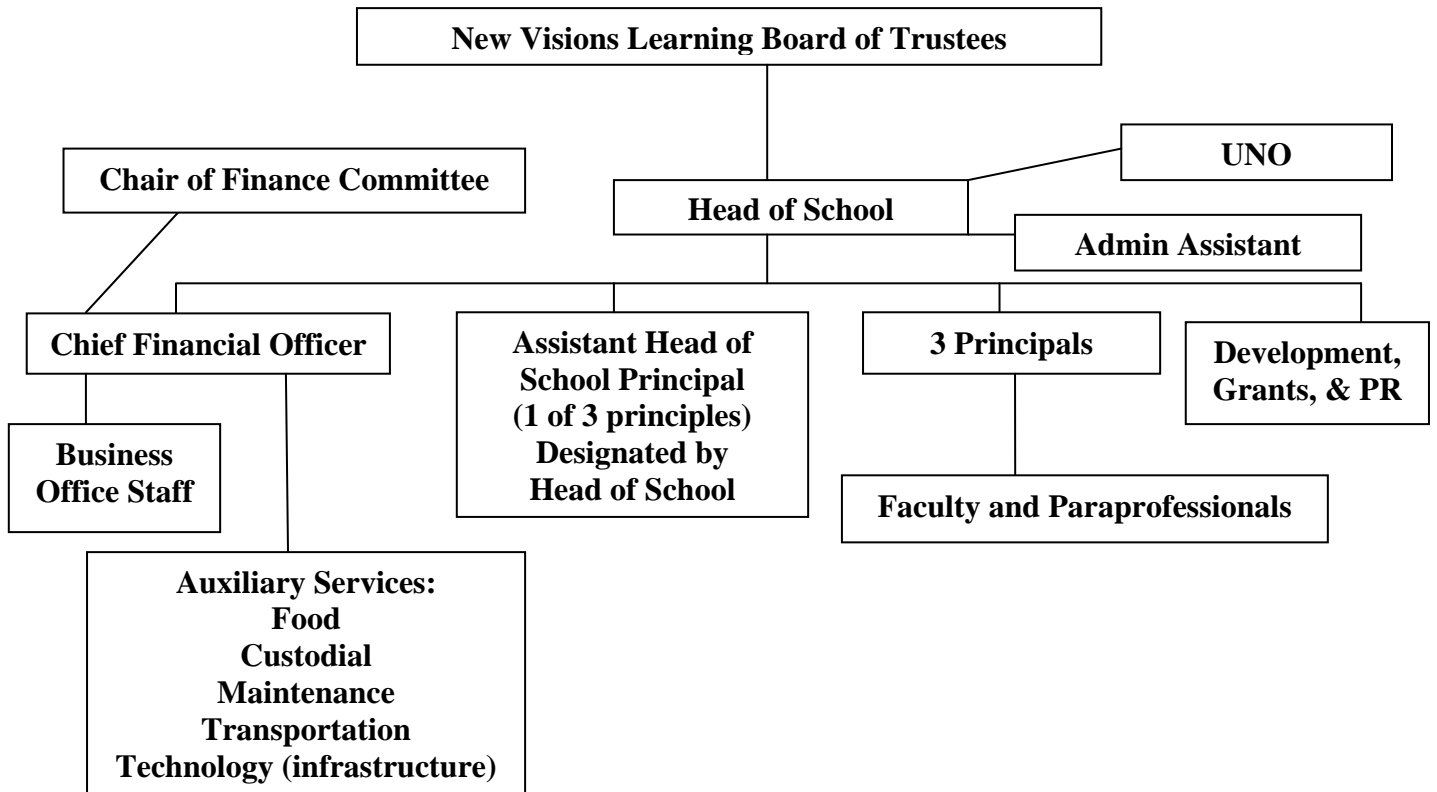 New Visions Learning Board of Trustees
UNO
Chair of Finance Committee
Head of School
Admin Assistant
Chief Financial Officer
Assistant Head of
School Principal
(1 of 3 principles)
Designated by
Head of School
3 Principals
Development,
Grants, & PR
Business
Office Staff
Faculty and Paraprofessionals
Auxiliary Services:
Food
Custodial
Maintenance
Transportation
Technology (infrastructure)